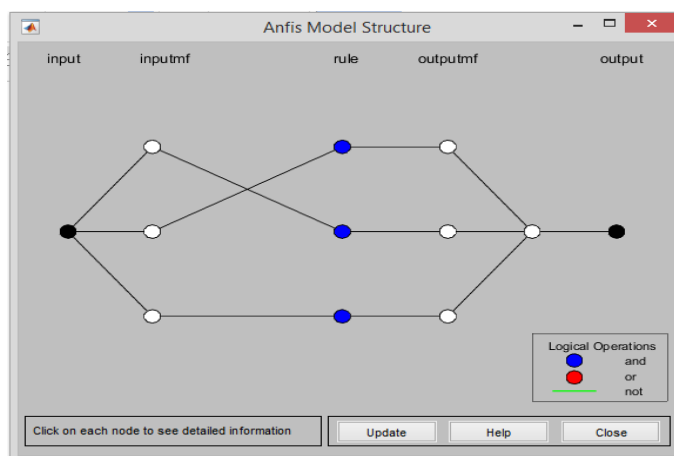 Anfis Model Structure
input inputmf rule outputmf output
Logical Operations
and
or
not
Click on each node to see detailed information
Update Help Close